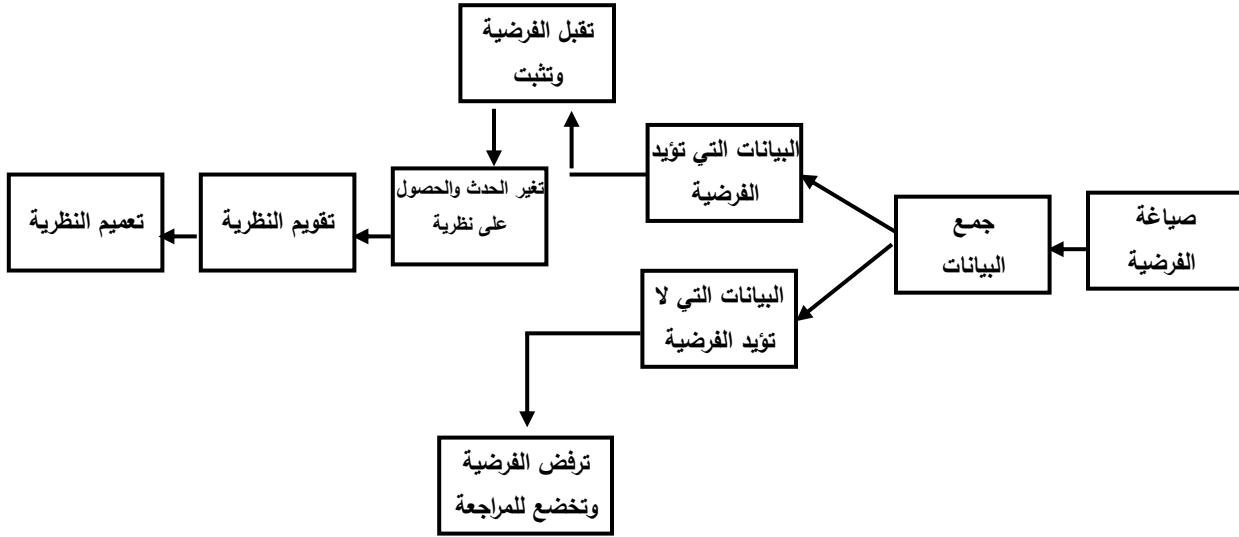 صياغة
الفرضية
جمع
البيانات
البيانات التي تؤيد
الفرضية
تقبل الفرضية
وتثبت
تغير الحدث والحصول
على نظرية
تقويم النظرية
تعميم النظرية
البيانات التي لا
تؤيد الفرضية
ترفض الفرضية
وتخضع للمراجعة